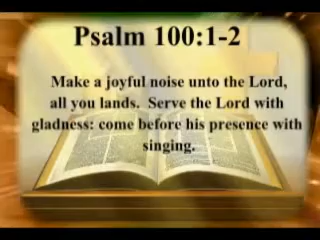 Psalm 100:1-2
Make a joyful noise unto the Lord,
all you lands. Serve the Lord with
gladness: come before his presence with
singing.